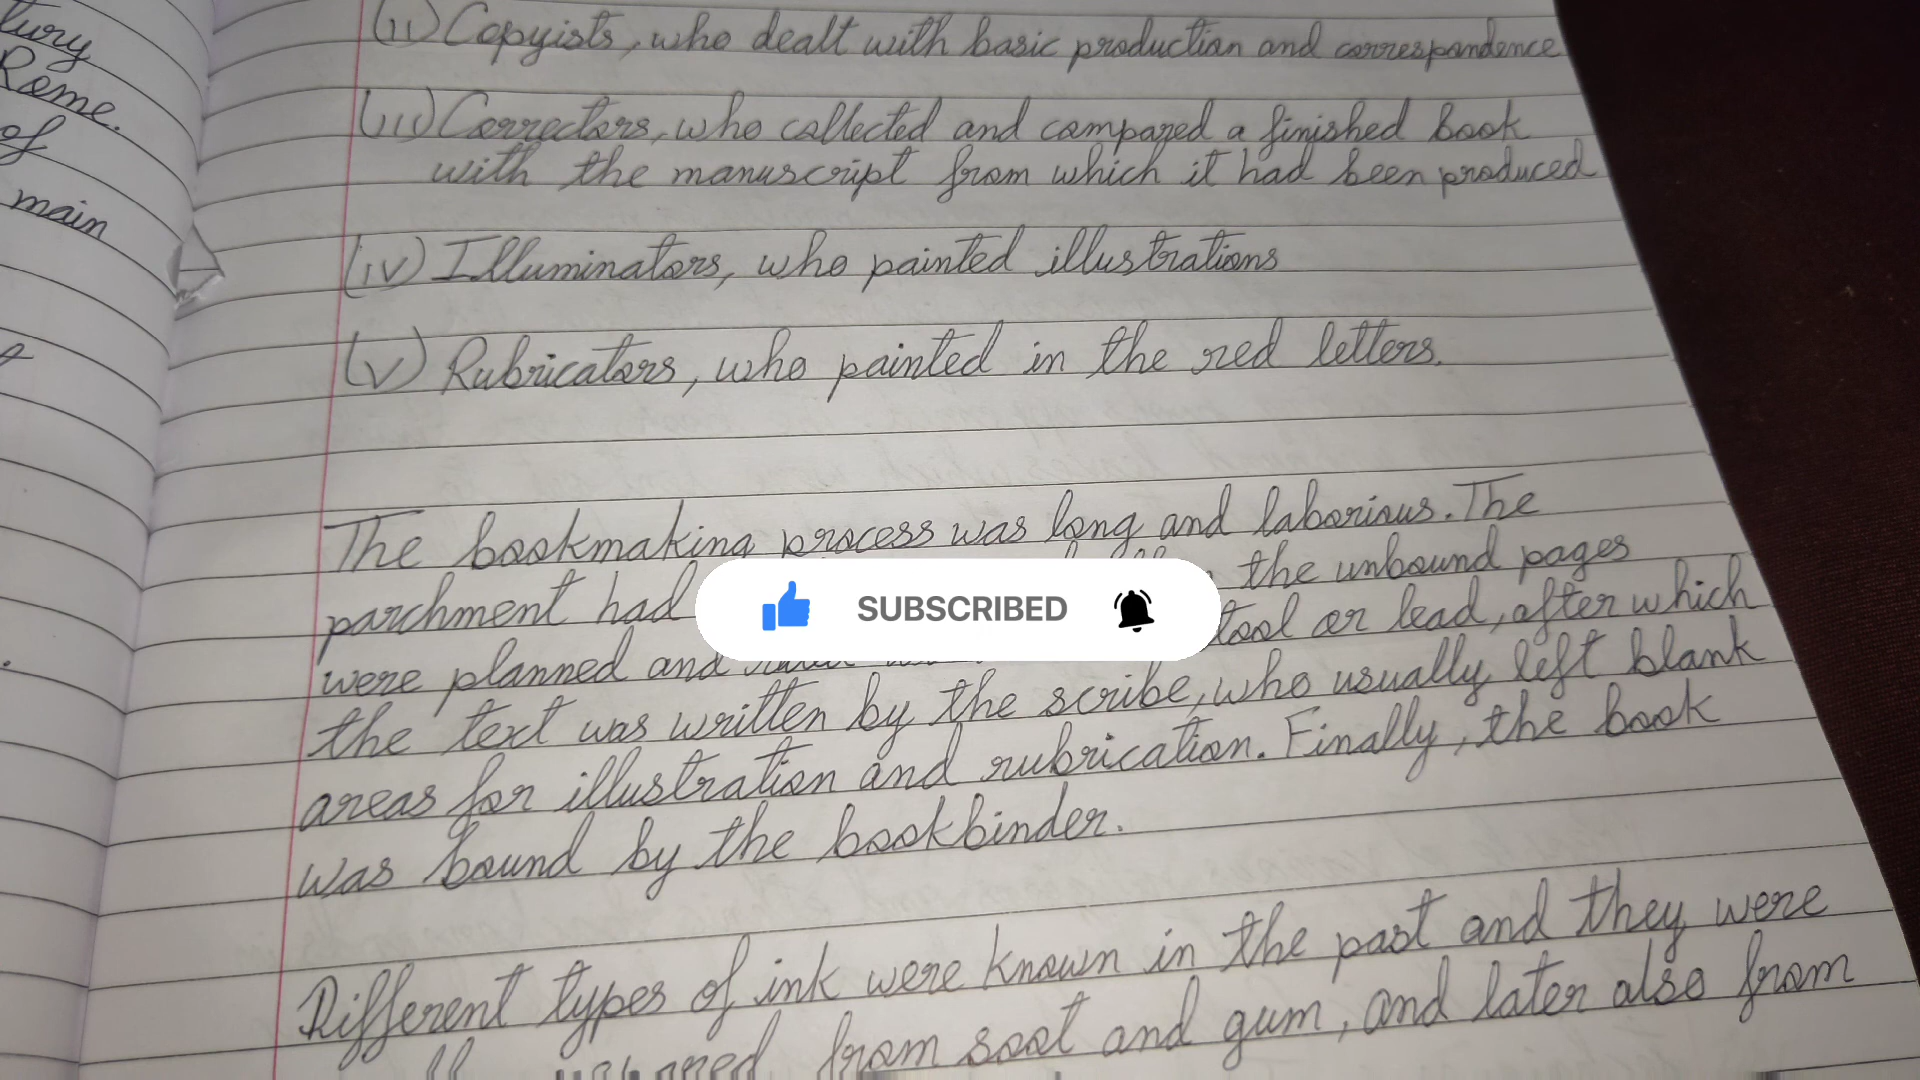 tury
Rome.
of
main
(ii) Copyists, who dealt with basic production and correspondence
(iii) Correctors, who collected and compared a finished book
with the manuscript from which it had been produced
(iv) Illuminators, who painted illustrations
(v) Rubricators, who painted in the red letters.
The bookmaking process was long and laborious. The
parchment had the unbound pages
were planned and tool or lead, after which
the text was written by the scribe, who usually left blank
areas for illustration and rubrication. Finally, the book
was bound by the bookbinder.
Different types of ink were known in the past and they were
from soot and gum, and later also from
SUBSCRIBED